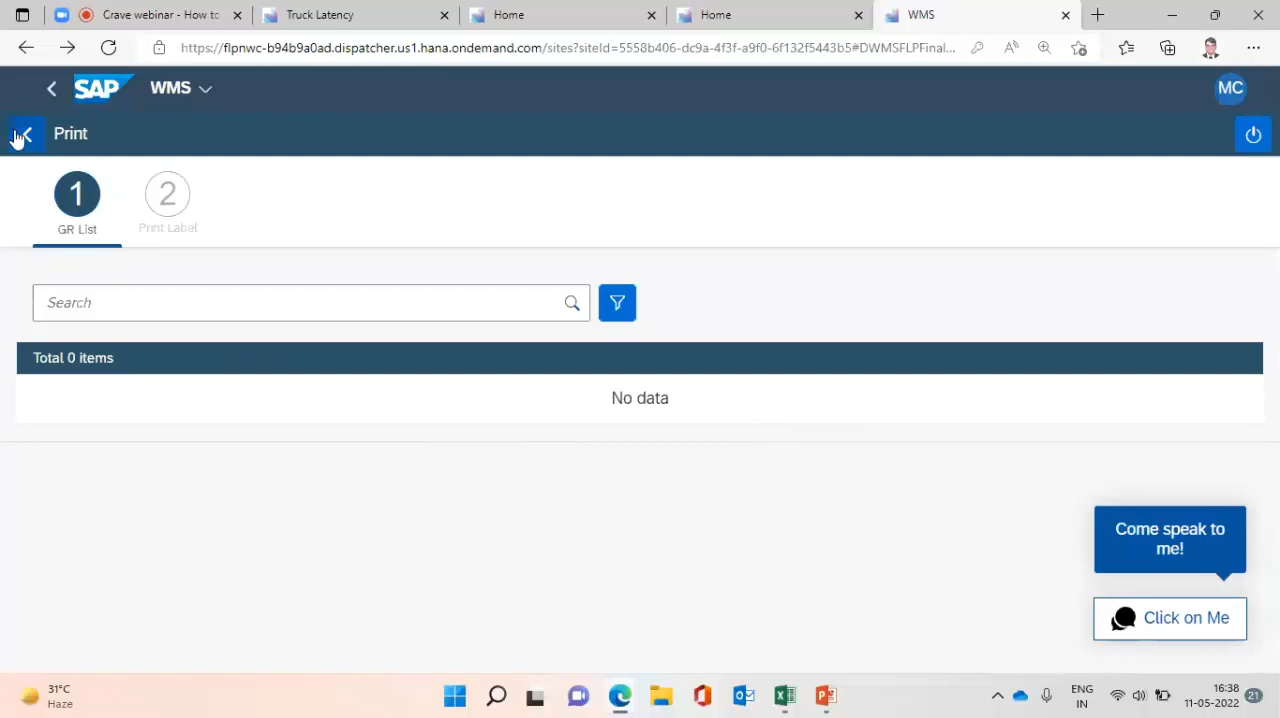 Crave webinar - How to c
Truck Latency
Home
Home
WMS
https://flpnwc-b94b9a0ad.dispatcher.us1.hana.ondemand.com/sites?siteId=5558b406-dc9a-4f3f-a9f0-6f132f5443b5#DWMSFLPFinal...
SAP
WMS
MC
Print
1
2
GR List
Print Label
Search
Total 0 items
No data
Come speak to
me!
Click on Me
31°C
Haze
ENG
IN
16:38
11-05-2022
21